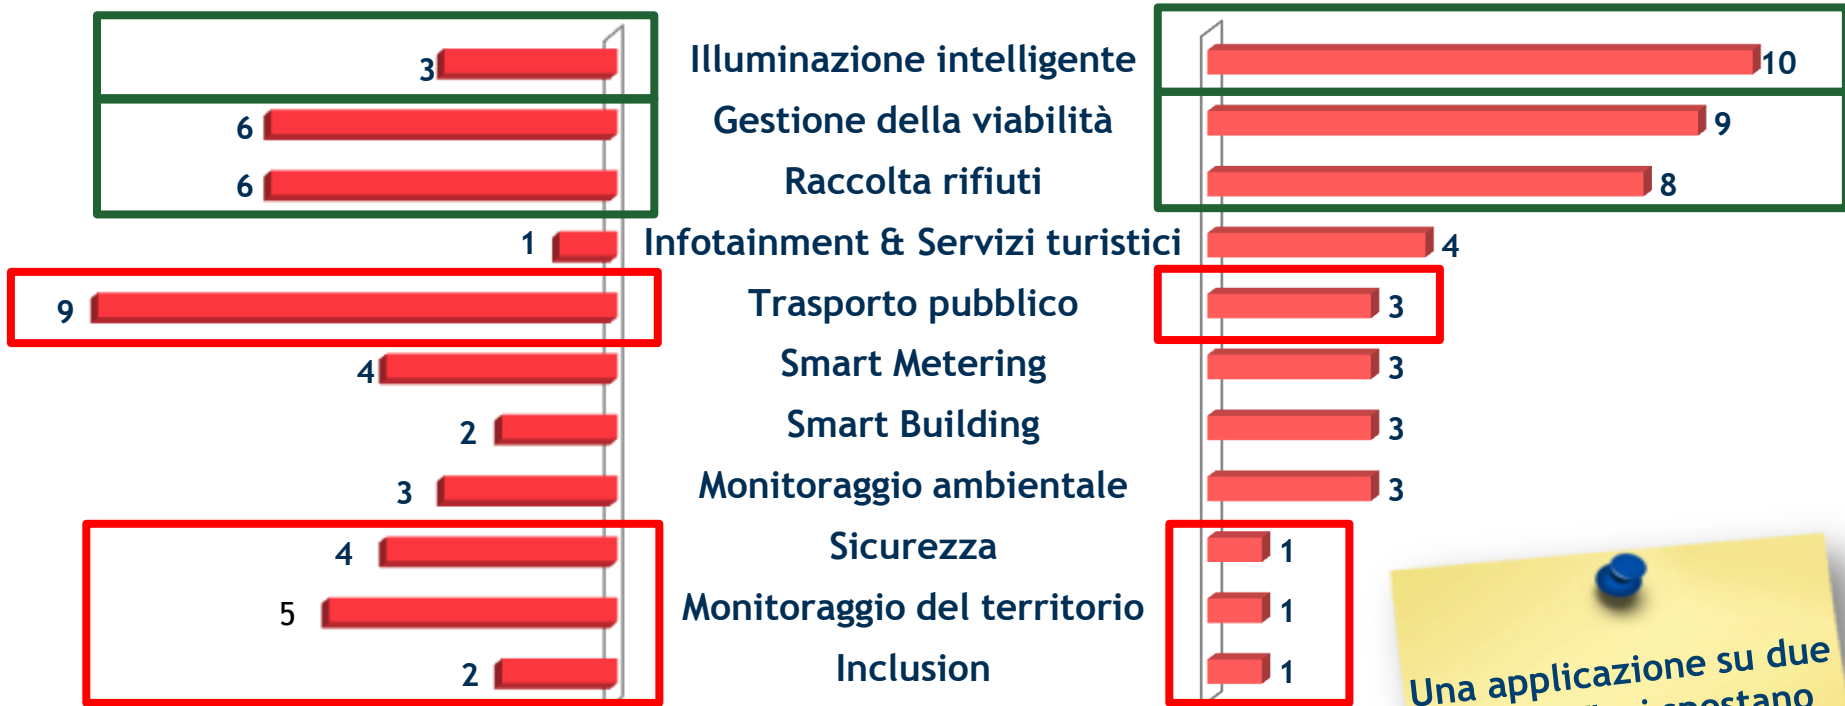 3 Illuminazione intelligente 10
6 Gestione della viabilità 9
6 Raccolta rifiuti 8
1 Infotainment & Servizi turistici 4
9 Trasporto pubblico 3
4 Smart Metering 3
2 Smart Building 3
3 Monitoraggio ambientale 3
4 Sicurezza 1
5 Monitoraggio del territorio 1
2 Inclusion 1
Una applicazione su due
spostano